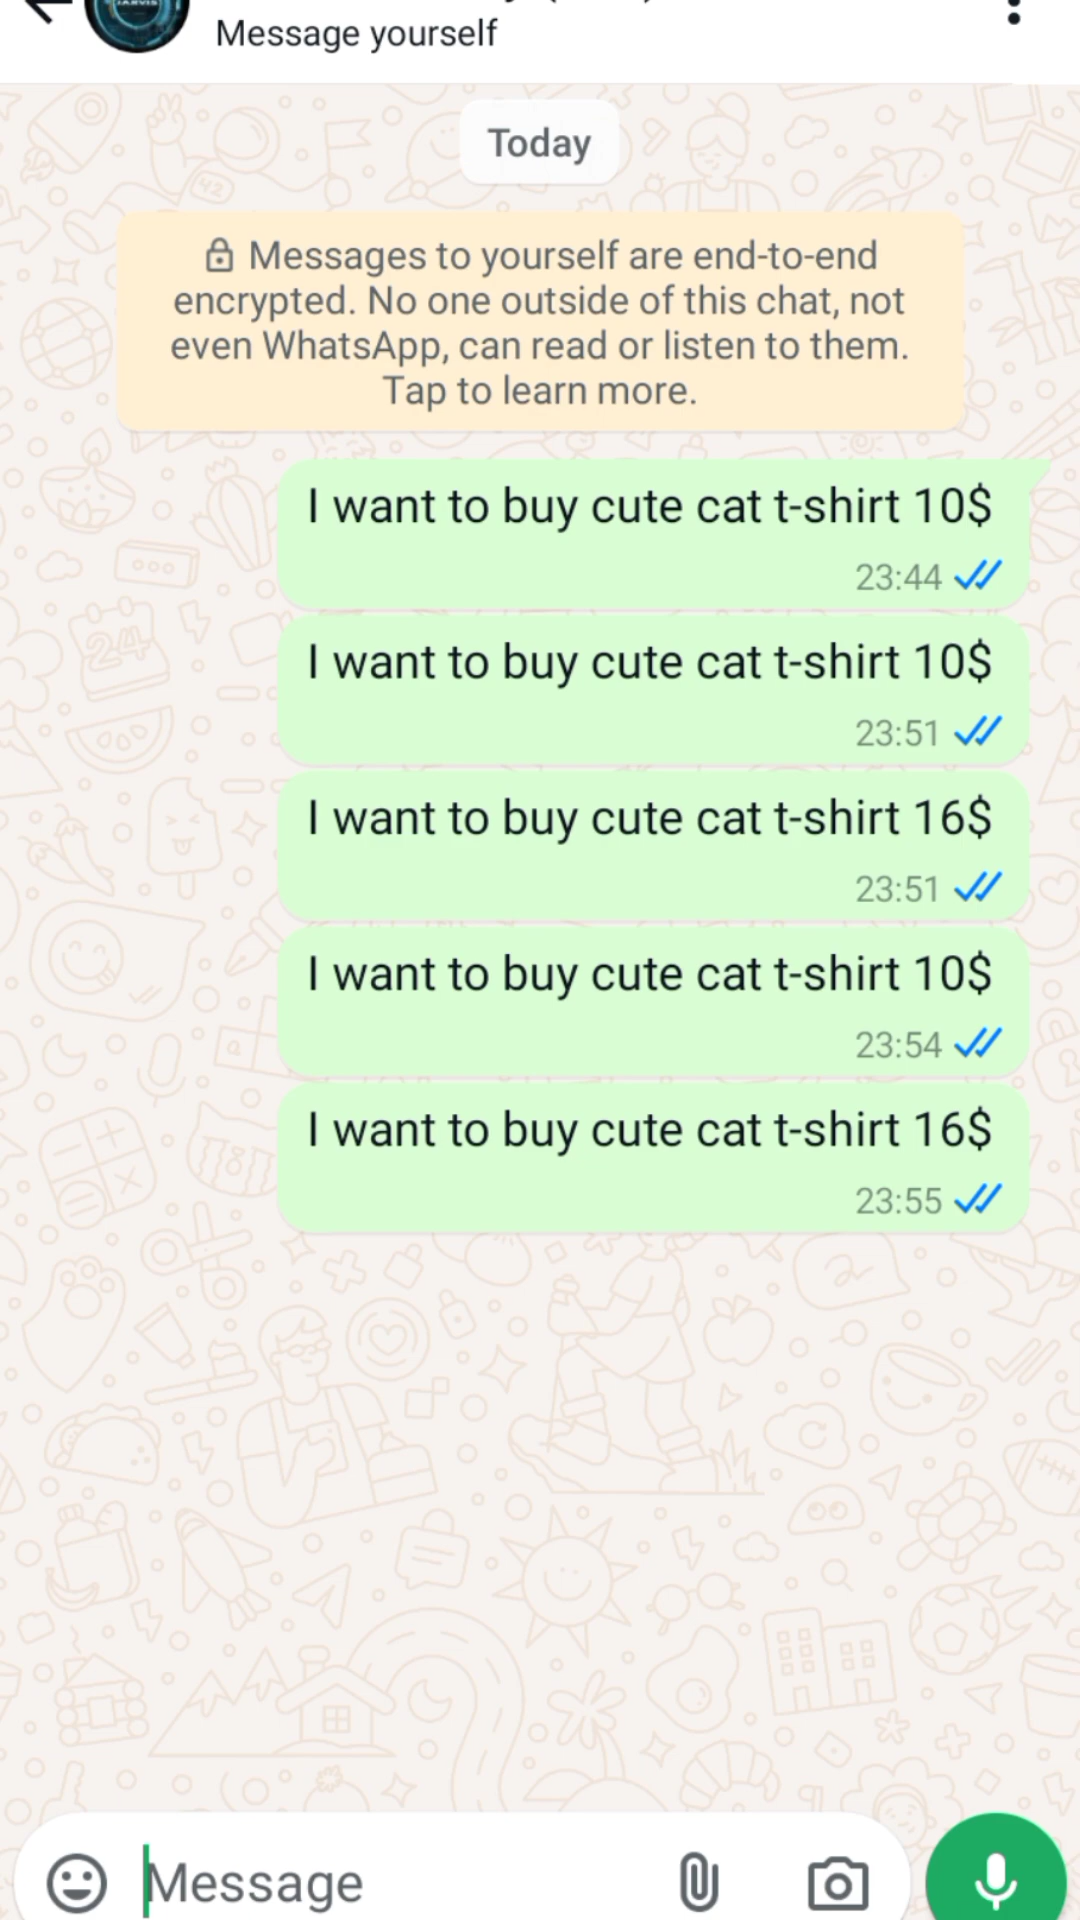 Message yourself
Today
Messages to yourself are end-to-end
encrypted. No one outside of this chat, not
even WhatsApp, can read or listen to them.
Tap to learn more.
I want to buy cute cat t-shirt 10$
23:44
I want to buy cute cat t-shirt 10$
23:51
I want to buy cute cat t-shirt 16$
23:51
I want to buy cute cat t-shirt 10$
23:54
I want to buy cute cat t-shirt 16$
23:55
Message